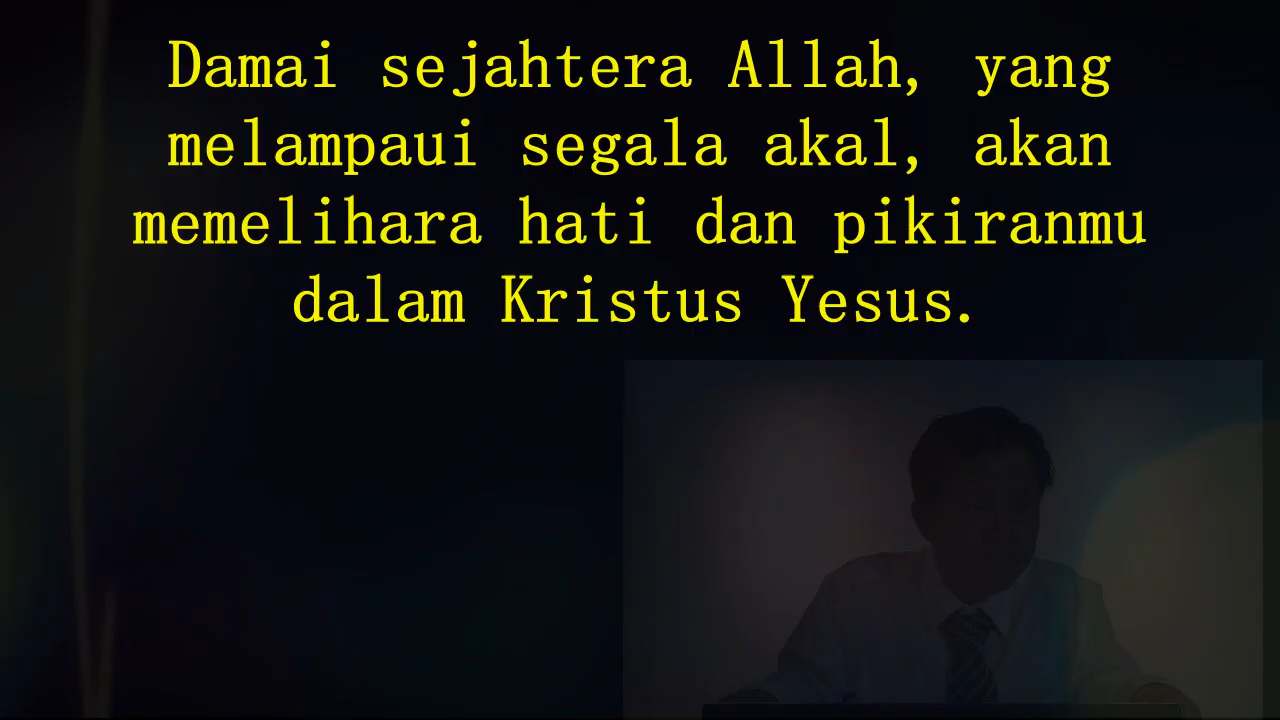 Damai sejahtera Allah, yang
melampaui segala akal, akan
memelihara hati dan pikiranmu
dalam Kristus Yesus.